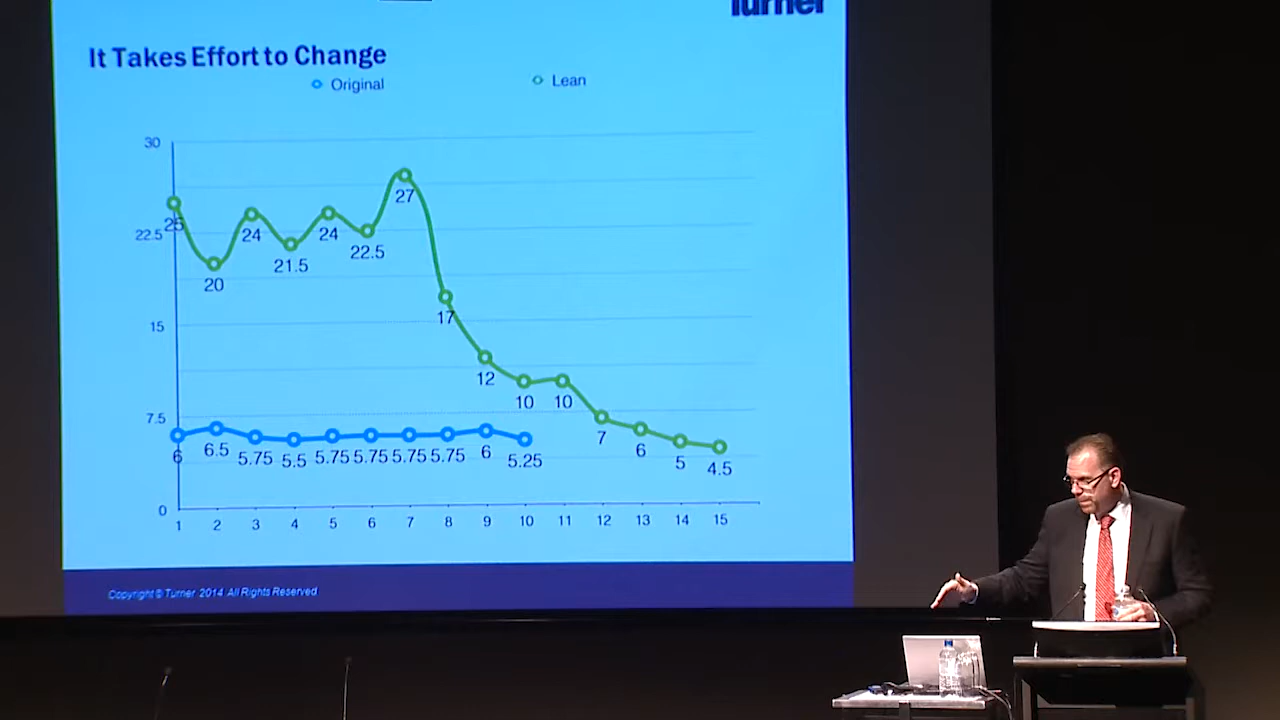 Turner
It Takes Effort to Change
Original Lean
30
22.5
15
7.5
0
25 20 24 21.5 24 22.5 27 17 12 10 10 7 6 5 4.5
6 6.5 5.75 5.5 5.75 5.75 5.75 5.75 6 5.25
1 2 3 4 5 6 7 8 9 10 11 12 13 14 15
Copyright © Turner 2014 All Rights Reserved